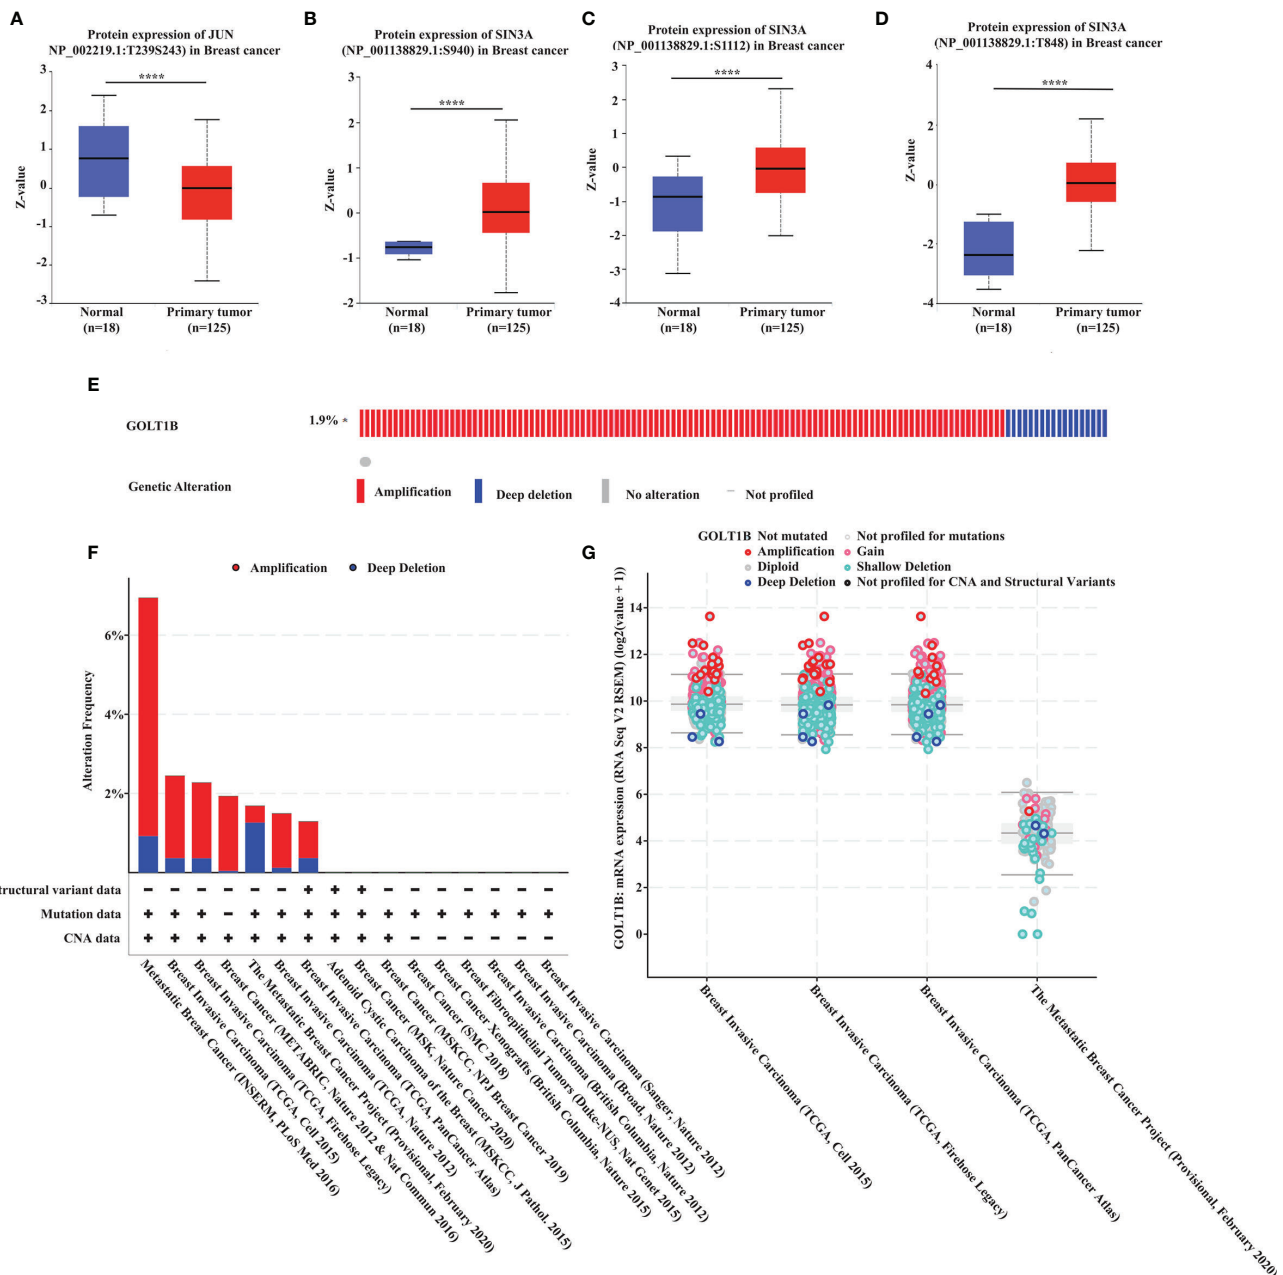 A
Protein expression of JUN
NP_002219.1:T239S243) in Breast cancer
****
Z-value
3
2
1
0
-1
-2
-3
Normal
(n=18)
Primary tumor
(n=125)
B
Protein expression of SIN3A
(NP_001138829.1:S940) in Breast cancer
****
Z-value
3
2
1
0
-1
-2
Normal
(n=18)
Primary tumor
(n=125)
C
Protein expression of SIN3A
(NP_001138829.1:S1112) in Breast cancer
****
Z-value
3
2
1
0
-1
-2
-3
-4
Normal
(n=18)
Primary tumor
(n=125)
D
Protein expression of SIN3A
(NP_001138829.1:T848) in Breast cancer
****
Z-value
4
2
0
-2
-4
Normal
(n=18)
Primary tumor
(n=125)
E
GOLT1B 1.9% *
Genetic Alteration Amplification Deep deletion No alteration Not profiled
F
Amplification Deep Deletion
Alteration Frequency
6%
4%
2%
tructural variant data - - - - - - + + + - - - - - - -
Mutation data + + + - + + + + + + + + + + + +
CNA data + + + + + + + + + + - - - - - -
Metastatic Breast Cancer (INSERM, PLoS Med 2016)
Breast Invasive Carcinoma (TCGA, Cell 2015)
Breast Invasive Carcinoma (TCGA, Firehose Legacy)
Breast Cancer (METABRIC, Nature 2012 & Nat Commun 2016)
The Metastatic Breast Cancer Project (Provisional, February 2020)
Breast Invasive Carcinoma (TCGA, Nature 2012)
Breast Invasive Carcinoma (TCGA, PanCancer Atlas)
Adenoid Cystic Carcinoma of the Breast (MSKCC, J Pathol. 2015)
Breast Cancer (MSK, Nature Cancer 2020)
Breast Cancer (MSKCC, NPJ Breast Cancer 2019)
Breast Cancer (SMC 2018)
Breast Cancer Xenografts (British Columbia, Nature 2015)
Breast Fibroepithelial Tumors (Duke-NUS, Nat Genet 2015)
Breast Invasive Carcinoma (British Columbia, Nature 2012)
Breast Invasive Carcinoma (Broad, Nature 2012)
Breast Invasive Carcinoma (Sanger, Nature 2012)
G
GOLT1B Not mutated Not profiled for mutations
Amplification Gain
Diploid Shallow Deletion
Deep Deletion Not profiled for CNA and Structural Variants
GOLT1B: mRNA expression (RNA Seq V2 RSEM) (log2(value + 1))
14
12
10
8
6
4
2
0
Breast Invasive Carcinoma (TCGA, Cell 2015)
Breast Invasive Carcinoma (TCGA, Firehose Legacy)
Breast Invasive Carcinoma (TCGA, PanCancer Atlas)
The Metastatic Breast Cancer Project (Provisional, February 2020)